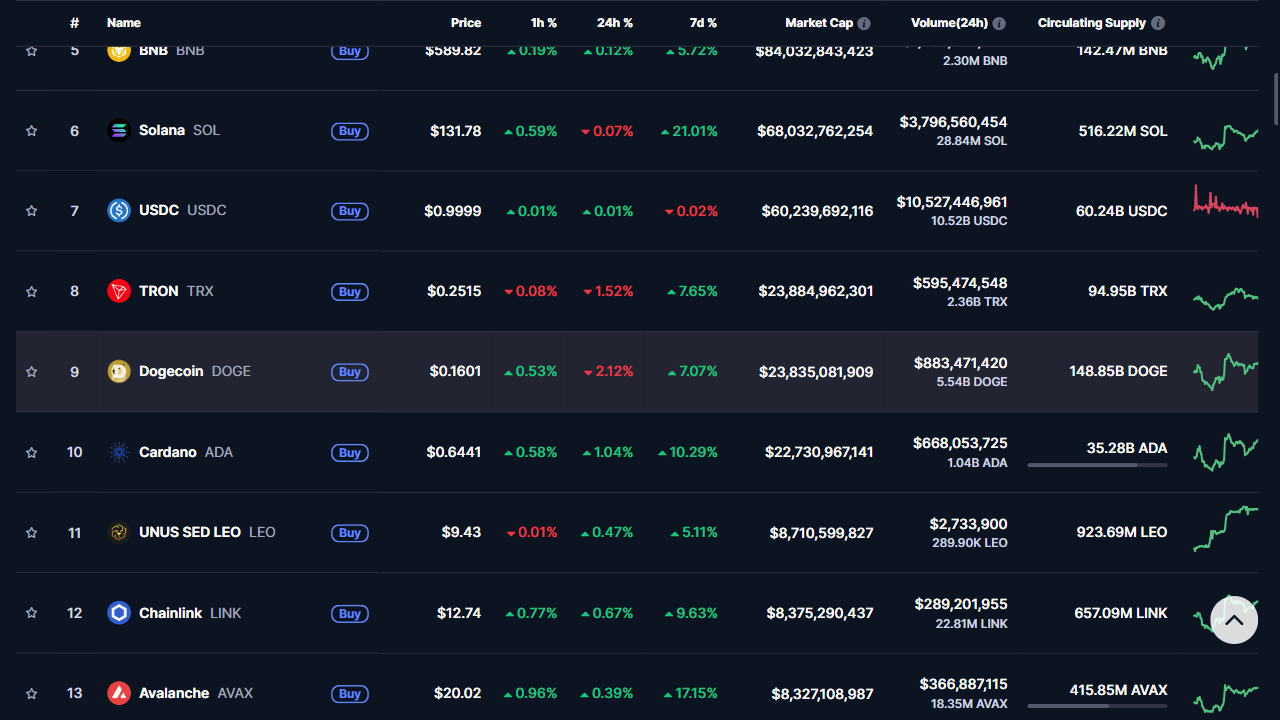 # Name Price 1h % 24h % 7d % Market Cap Volume(24h) Circulating Supply
5 BNB BNB Buy $589.82 0.19% 0.12% 5.72% $84,032,843,423 142.47M BNB
2.30M BNB
6 Solana SOL Buy $131.78 0.59% 0.07% 21.01% $68,032,762,254 $3,796,560,454 516.22M SOL
28.84M SOL
7 USDC USDC Buy $0.9999 0.01% 0.01% 0.02% $60,239,692,116 $10,527,446,961 60.24B USDC
10.52B USDC
8 TRON TRX Buy $0.2515 0.08% 1.52% 7.65% $23,884,962,301 $595,474,548 94.95B TRX
2.36B TRX
9 Dogecoin DOGE Buy $0.1601 0.53% 2.12% 7.07% $23,835,081,909 $883,471,420 148.85B DOGE
5.54B DOGE
10 Cardano ADA Buy $0.6441 0.58% 1.04% 10.29% $22,730,967,141 $668,053,725 35.28B ADA
1.04B ADA
11 UNUS SED LEO LEO Buy $9.43 0.01% 0.47% 5.11% $8,710,599,827 $2,733,900 923.69M LEO
289.90K LEO
12 Chainlink LINK Buy $12.74 0.77% 0.67% 9.63% $8,375,290,437 $289,201,955 657.09M LINK
22.81M LINK
13 Avalanche AVAX Buy $20.02 0.96% 0.39% 17.15% $8,327,108,987 $366,887,115 415.85M AVAX
18.35M AVAX